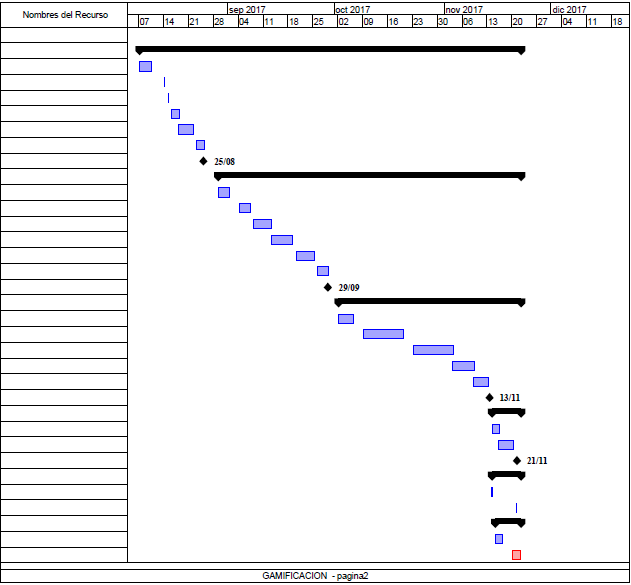 Nombres del Recurso
sep 2017 oct 2017 nov 2017 dic 2017
07 14 21 28 04 11 18 25 02 09 16 23 30 06 13 20 27 04 11 18
25/08
29/09
13/11
21/11
GAMIFICACION - pagina2